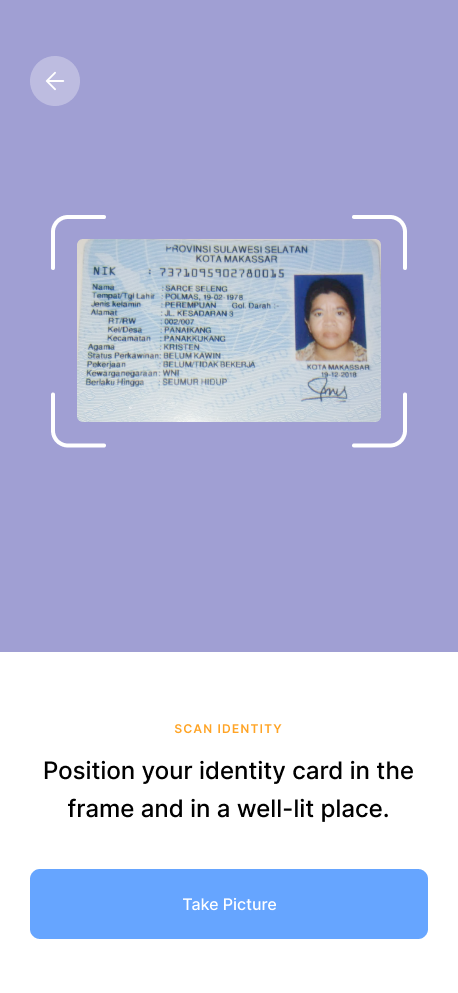 PROVINSI SULAWESI SELATAN
KOTA MAKASSAR
NIK : 7371095902780015
Nama : SARCE SELENG
Tempat/Tgl Lahir : POLMAS, 19-02-1978
Jenis kelamin : PEREMPUAN Gol. Darah :-
Alamat : JL. KESADARAN 3
RT/RW : 002/007
Kel/Desa : PANAIKANG
Kecamatan : PANAKKUKANG
Agama : KRISTEN
Status Perkawinan: BELUM KAWIN
Pekerjaan : BELUM/TIDAK BEKERJA
Kewarganegaraan: WNI
Berlaku Hingga : SEUMUR HIDUP
KOTA MAKASSAR
19-12-2018
SCAN IDENTITY
Position your identity card in the
frame and in a well-lit place.
Take Picture